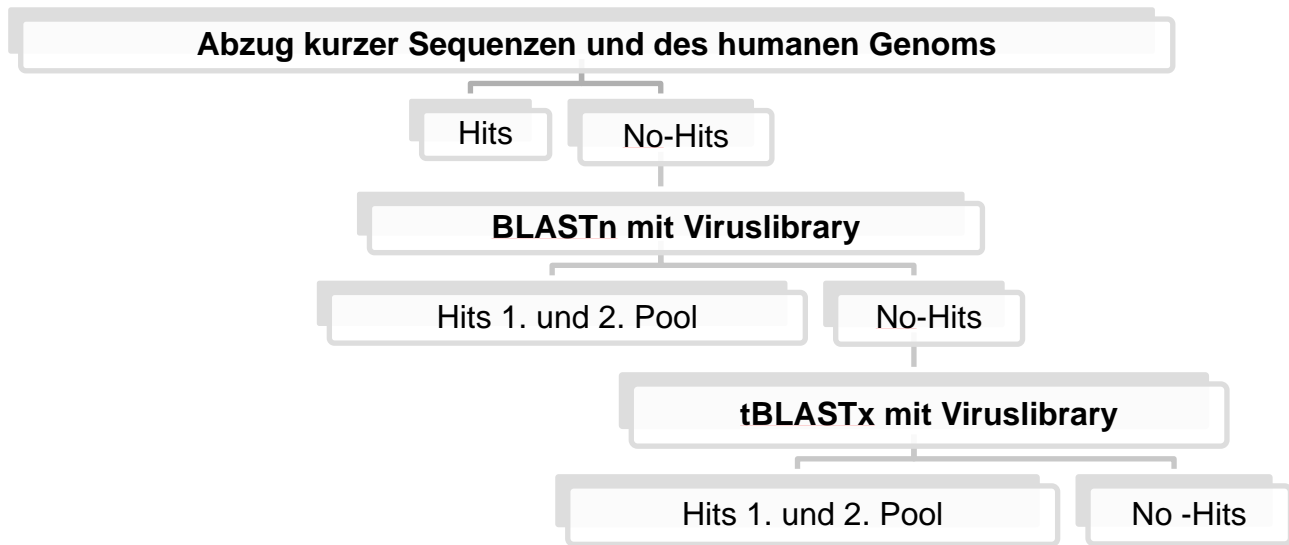 Abzug kurzer Sequenzen und des humanen Genoms
Hits
No-Hits
BLASTn mit Viruslibrary
Hits 1. und 2. Pool
No-Hits
tBLASTx mit Viruslibrary
Hits 1. und 2. Pool
No -Hits